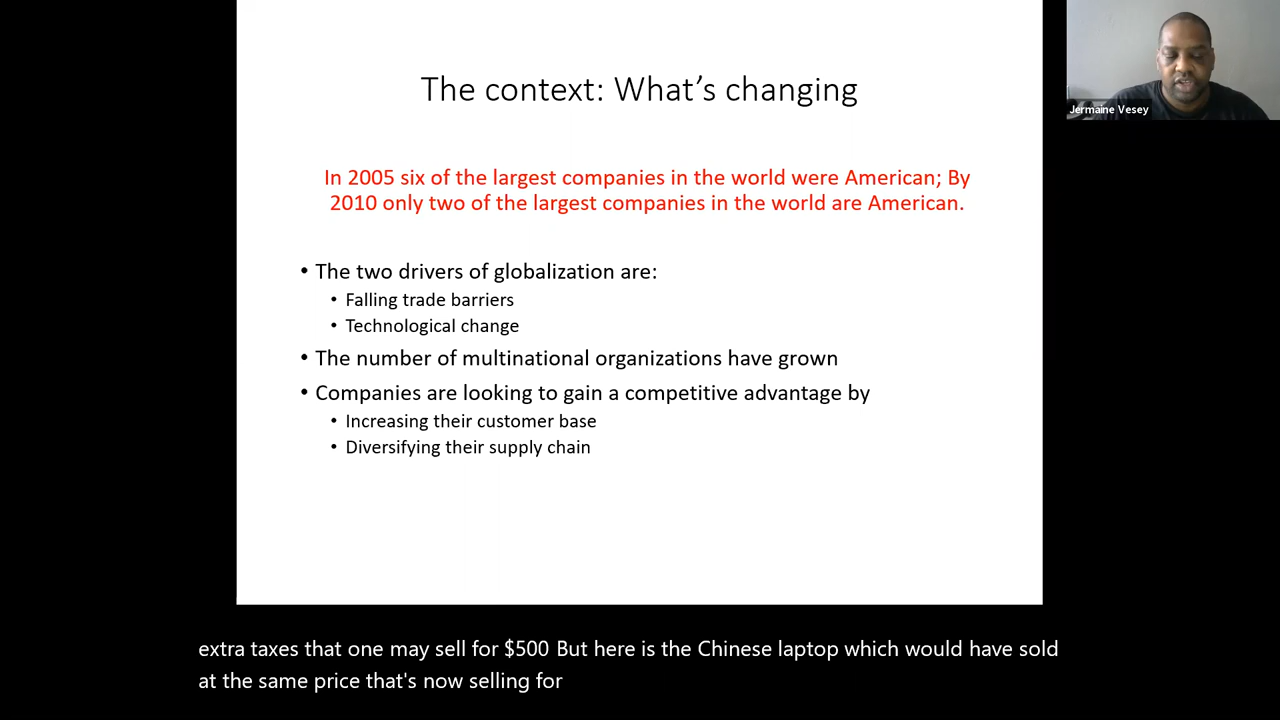 The context: What's changing
Jermaine Vesey
In 2005 six of the largest companies in the world were American; By
2010 only two of the largest companies in the world are American.
• The two drivers of globalization are:
• Falling trade barriers
• Technological change
• The number of multinational organizations have grown
• Companies are looking to gain a competitive advantage by
• Increasing their customer base
• Diversifying their supply chain
extra taxes that one may sell for $500 But here is the Chinese laptop which would have sold
at the same price that's now selling for